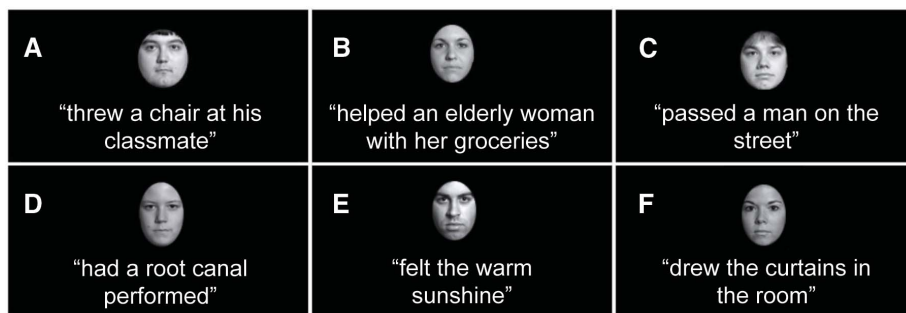 A
“threw a chair at his
classmate”
B
“helped an elderly woman
with her groceries”
C
“passed a man on the
street”
D
“had a root canal
performed”
E
“felt the warm
sunshine”
F
“drew the curtains in
the room”